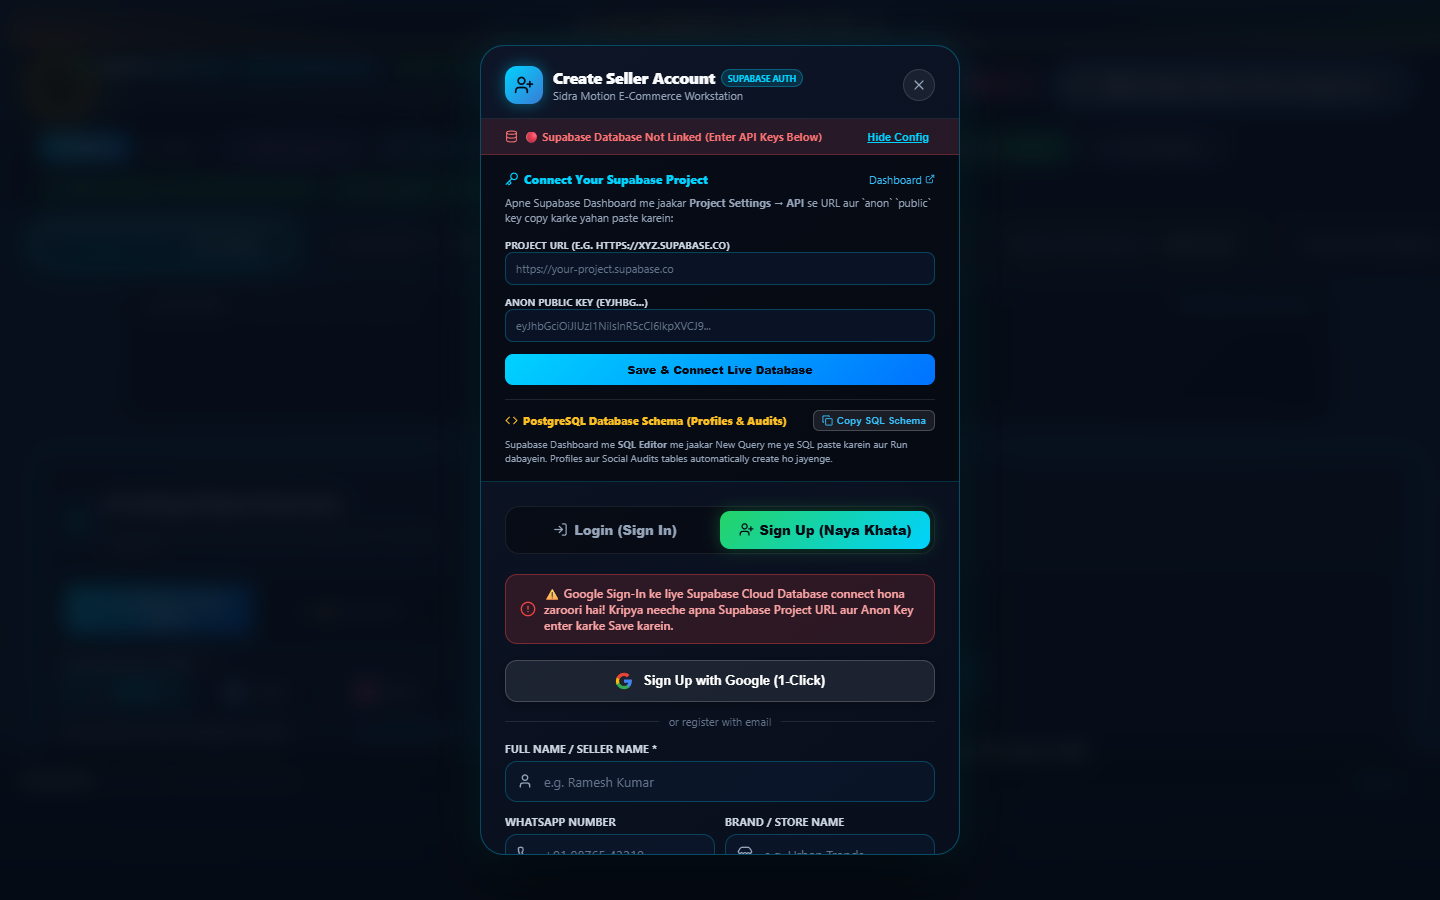 Create Seller Account SUPABASE AUTH
Sidra Motion E-Commerce Workstation
Supabase Database Not Linked (Enter API Keys Below) Hide Config
Connect Your Supabase Project Dashboard
Apne Supabase Dashboard me jaakar Project Settings → API se URL aur `anon` `public`
key copy karke yahan paste karein:
PROJECT URL (E.G. HTTPS://XYZ.SUPABASE.CO)
https://your-project.supabase.co
ANON PUBLIC KEY (EYJHBG...)
eyJhbGciOiJIUzI1NiIsInR5cCI6IkpXVCJ9...
Save & Connect Live Database
PostgreSQL Database Schema (Profiles & Audits) Copy SQL Schema
Supabase Dashboard me SQL Editor me jaakar New Query me ye SQL paste karein aur Run
dabayein. Profiles aur Social Audits tables automatically create ho jayenge.
Login (Sign In) Sign Up (Naya Khata)
⚠️ Google Sign-In ke liye Supabase Cloud Database connect hona
zaroori hai! Kripya neeche apna Supabase Project URL aur Anon Key
enter karke Save karein.
Sign Up with Google (1-Click)
or register with email
FULL NAME / SELLER NAME *
e.g. Ramesh Kumar
WHATSAPP NUMBER BRAND / STORE NAME